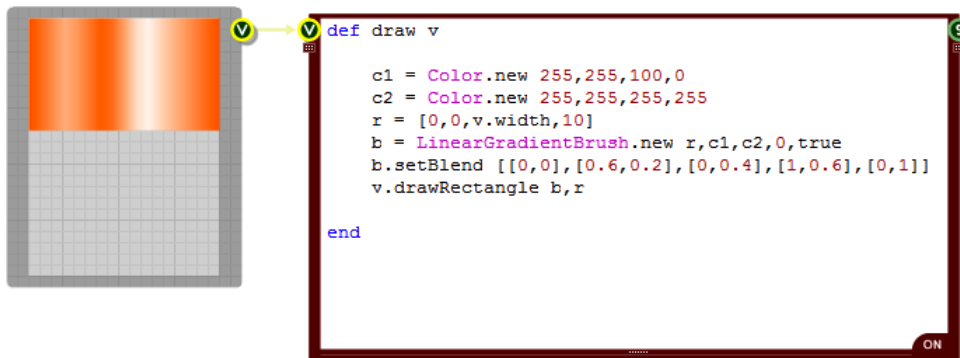 V
V
S
def draw v
c1 = Color.new 255,255,100,0
c2 = Color.new 255,255,255,255
r = [0,0,v.width,10]
b = LinearGradientBrush.new r,c1,c2,0,true
b.setBlend [[0,0],[0.6,0.2],[0,0.4],[1,0.6],[0,1]]
v.drawRectangle b,r
end
ON